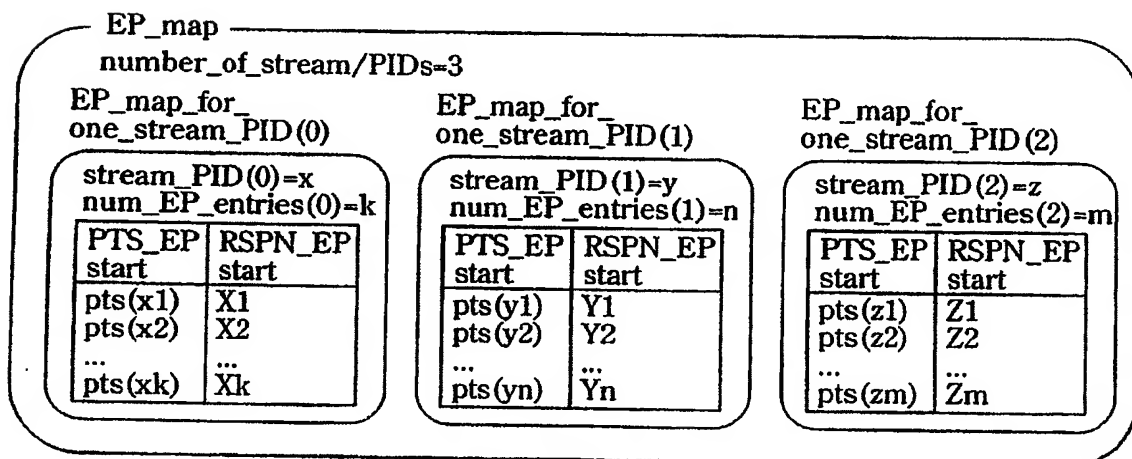 EP_map
number_of_stream/PIDs=3
EP_map_for_
one_stream_PID(0)
stream_PID(0)=x
num_EP_entries(0)=k
PTS_EP RSPN_EP
start start
pts(x1) X1
pts(x2) X2
... ...
pts(xk) Xk
EP_map_for_
one_stream_PID(1)
stream_PID(1)=y
num_EP_entries(1)=n
PTS_EP RSPN_EP
start start
pts(y1) Y1
pts(y2) Y2
... ...
pts(yn) Yn
EP_map_for_
one_stream_PID(2)
stream_PID(2)=z
num_EP_entries(2)=m
PTS_EP RSPN_EP
start start
pts(z1) Z1
pts(z2) Z2
... ...
pts(zm) Zm